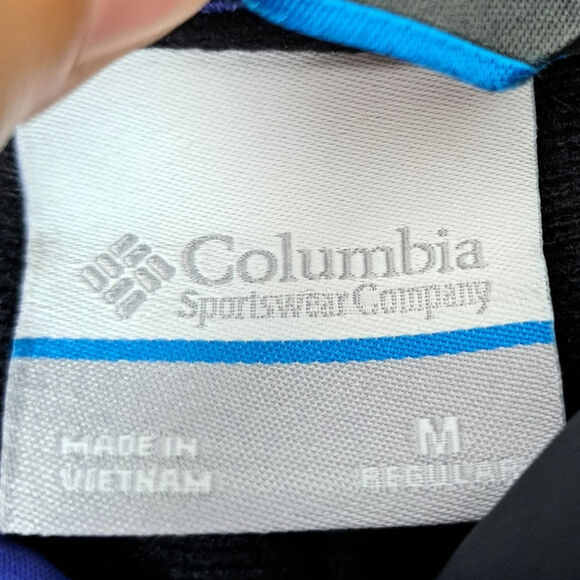 Columbia
Sportswear Company
MADE IN
VIETNAM
M
REGULAR